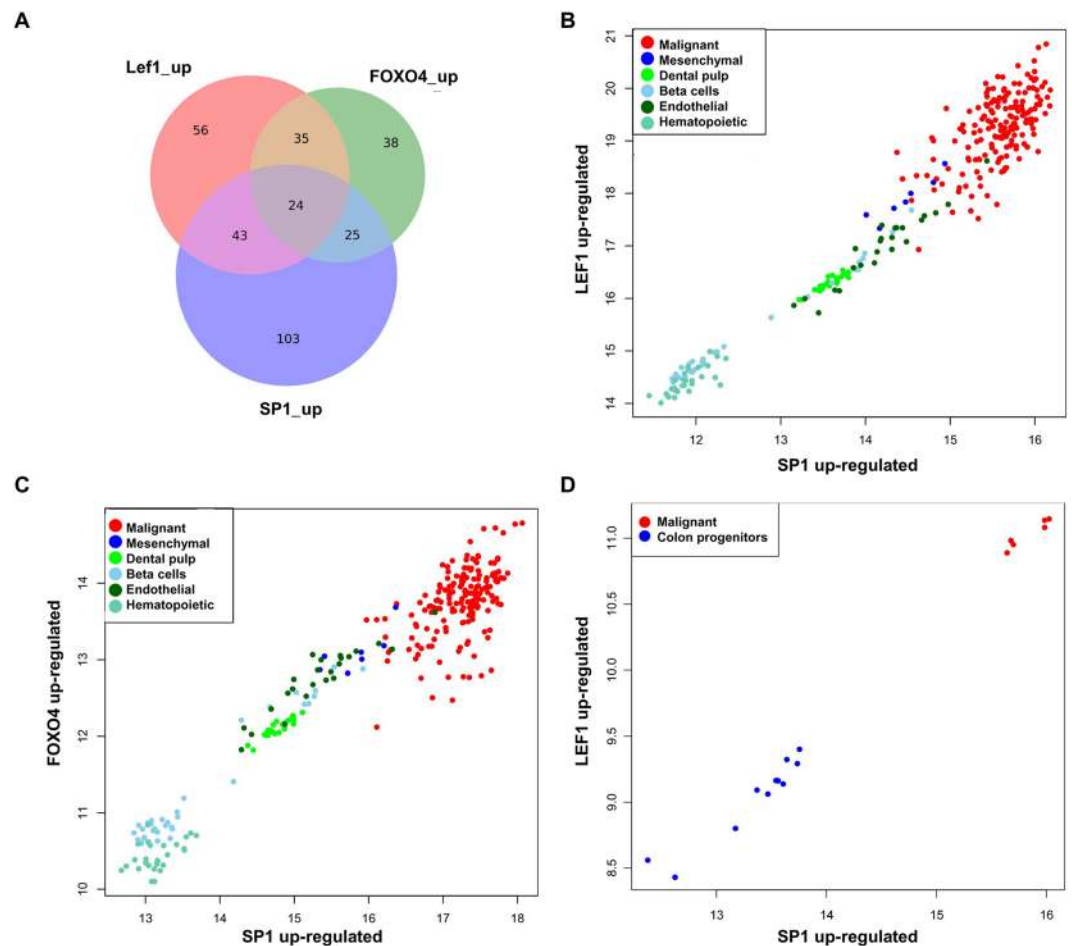 A
Lef1_up
FOXO4_up
56
35
38
24
43
25
103
SP1_up
B
Malignant
Mesenchymal
Dental pulp
Beta cells
Endothelial
Hematopoietic
21
20
19
18
17
16
15
14
LEF1 up-regulated
12
13
14
15
16
SP1 up-regulated
C
Malignant
Mesenchymal
Dental pulp
Beta cells
Endothelial
Hematopoietic
14
13
12
11
10
FOXO4 up-regulated
13
14
15
16
17
18
SP1 up-regulated
D
Malignant
Colon progenitors
11.0
10.5
10.0
9.5
9.0
8.5
LEF1 up-regulated
13
14
15
16
SP1 up-regulated